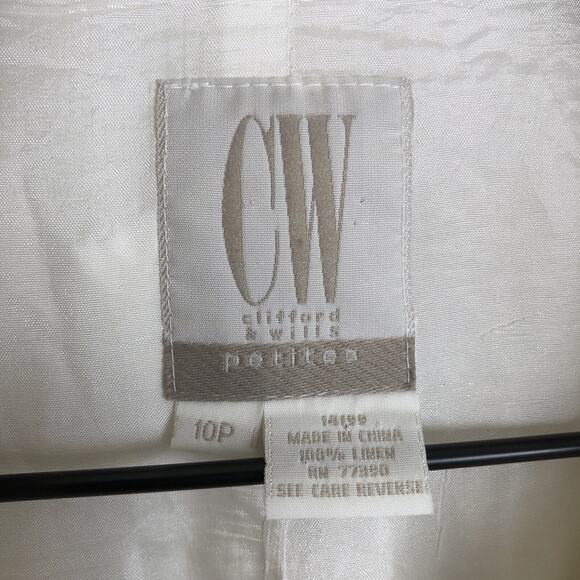 CW
clifford
& wills
petites
10P
14199
MADE IN CHINA
100% LINEN
RN 77390
SEE CARE REVERSE